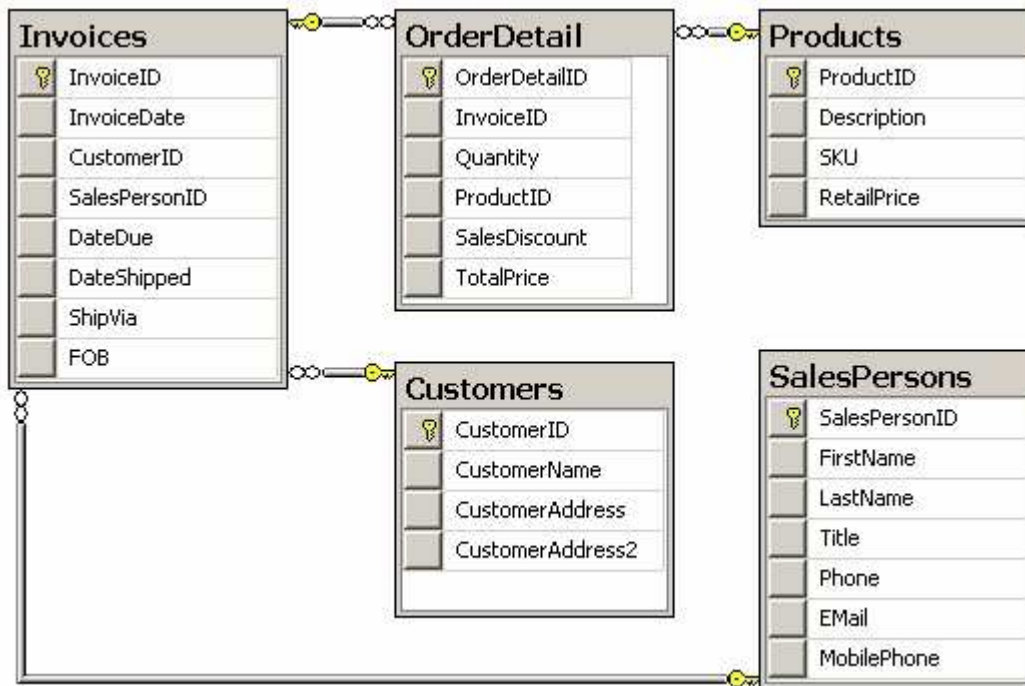 Invoices
InvoiceID
InvoiceDate
CustomerID
SalesPersonID
DateDue
DateShipped
ShipVia
FOB
OrderDetail
OrderDetailID
InvoiceID
Quantity
ProductID
SalesDiscount
TotalPrice
Products
ProductID
Description
SKU
RetailPrice
Customers
CustomerID
CustomerName
CustomerAddress
CustomerAddress2
SalesPersons
SalesPersonID
FirstName
LastName
Title
Phone
EMail
MobilePhone